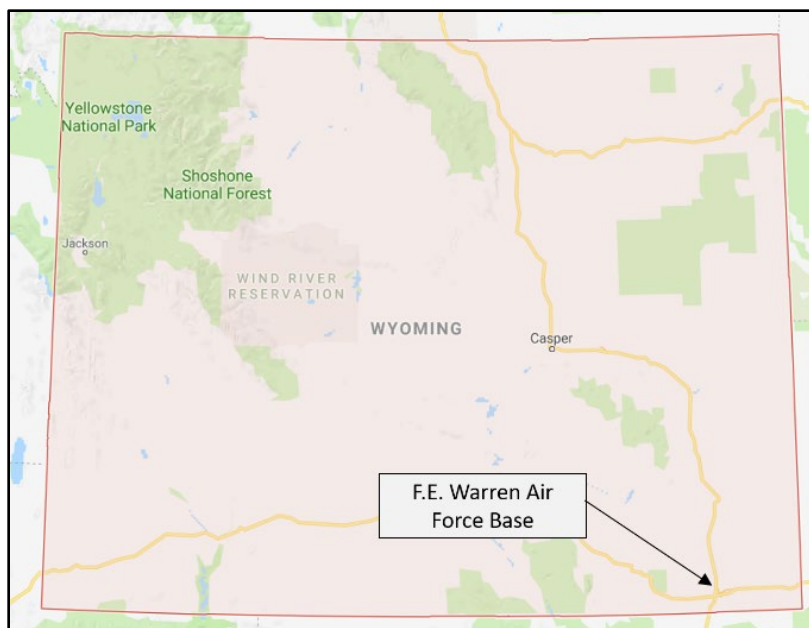 Yellowstone
National Park
Shoshone
National Forest
Jackson
WIND RIVER
RESERVATION
WYOMING
Casper
F.E. Warren Air
Force Base